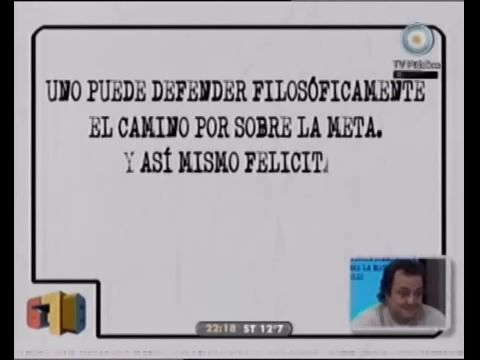 TV Pública
UNO PUEDE DEFENDER FILOSÓFICAMENTE
EL CAMINO POR SOBRE LA META.
Y ASÍ MISMO FELICIT
22:18 ST 12°7